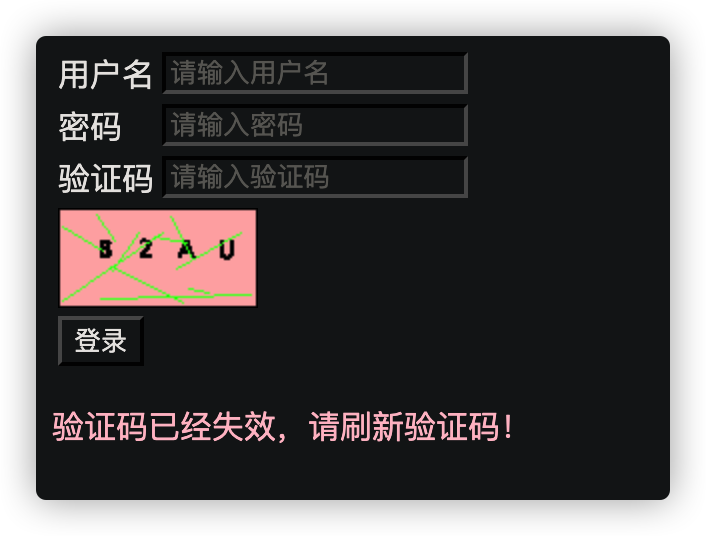 用户名 请输入用户名
密码 请输入密码
验证码 请输入验证码
登录
验证码已经失效，请刷新验证码！